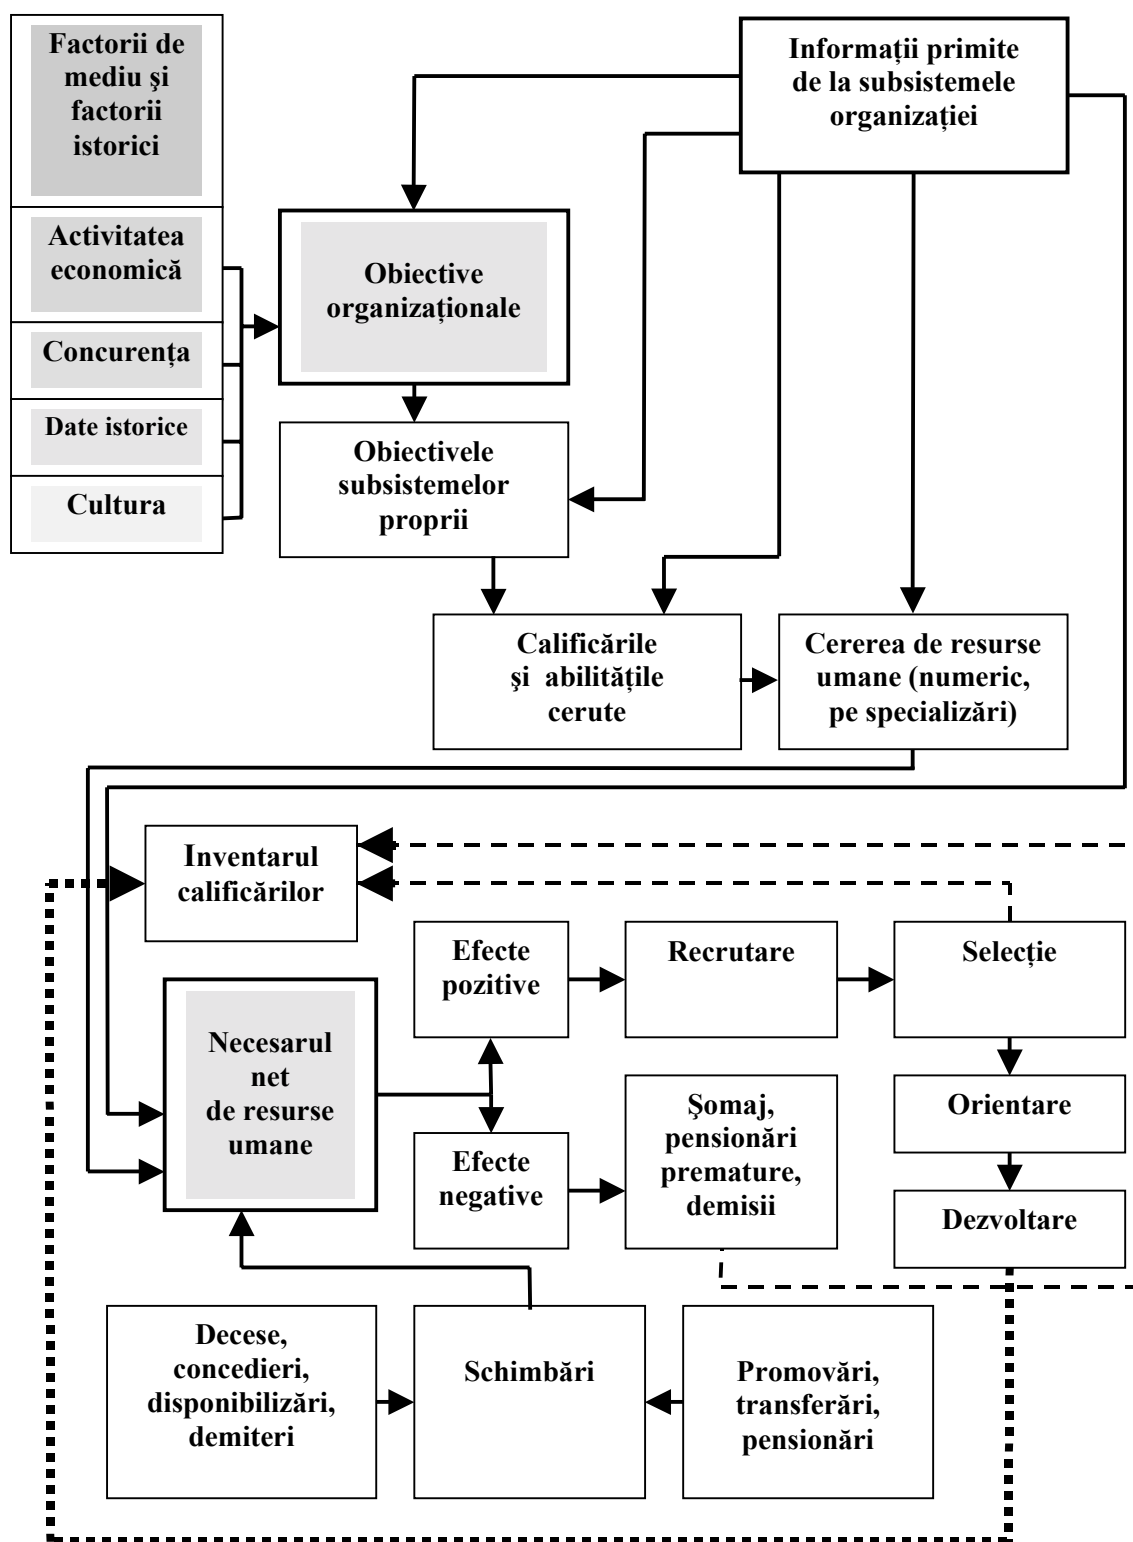 Factorii de
mediu şi
factorii
istorici
Activitatea
economică
Concurența
Date istorice
Cultura
Informații primite
de la subsistemele
organizației
Obiective
organizaționale
Obiectivele
subsistemelor
proprii
Calificările
şi abilitățile
cerute
Cererea de resurse
umane (numeric,
pe specializări)
Inventarul
calificărilor
Efecte
pozitive
Recrutare
Selecție
Necesarul
net
de resurse
umane
Efecte
negative
Şomaj,
pensionări
premature,
demisii
Orientare
Dezvoltare
Decese,
concedieri,
disponibilizări,
demiteri
Schimbări
Promovări,
transferări,
pensionări